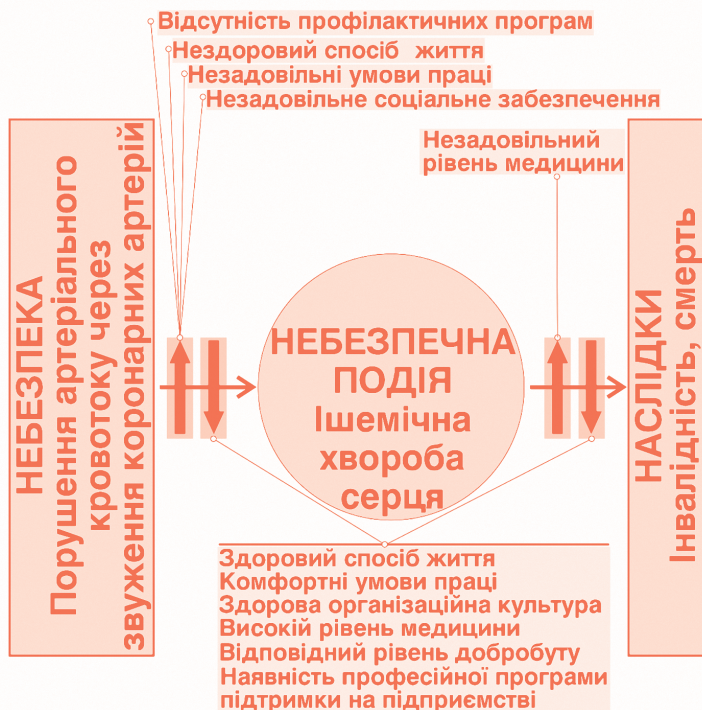 Відсутність профілактичних програм
Нездоровий спосіб життя
Незадовільні умови праці
Незадовільне соціальне забезпечення
Незадовільний
рівень медицини
НЕБЕЗПЕКА
Порушення артеріального
кровотоку через
звуження коронарних артерій
НЕБЕЗПЕЧНА
ПОДІЯ
Ішемічна
хвороба
серця
НАСЛІДКИ
Інвалідність, смерть
Здоровий спосіб життя
Комфортні умови праці
Здорова організаційна культура
Високій рівень медицини
Відповідний рівень добробуту
Наявність професійної програми
підтримки на підприємстві